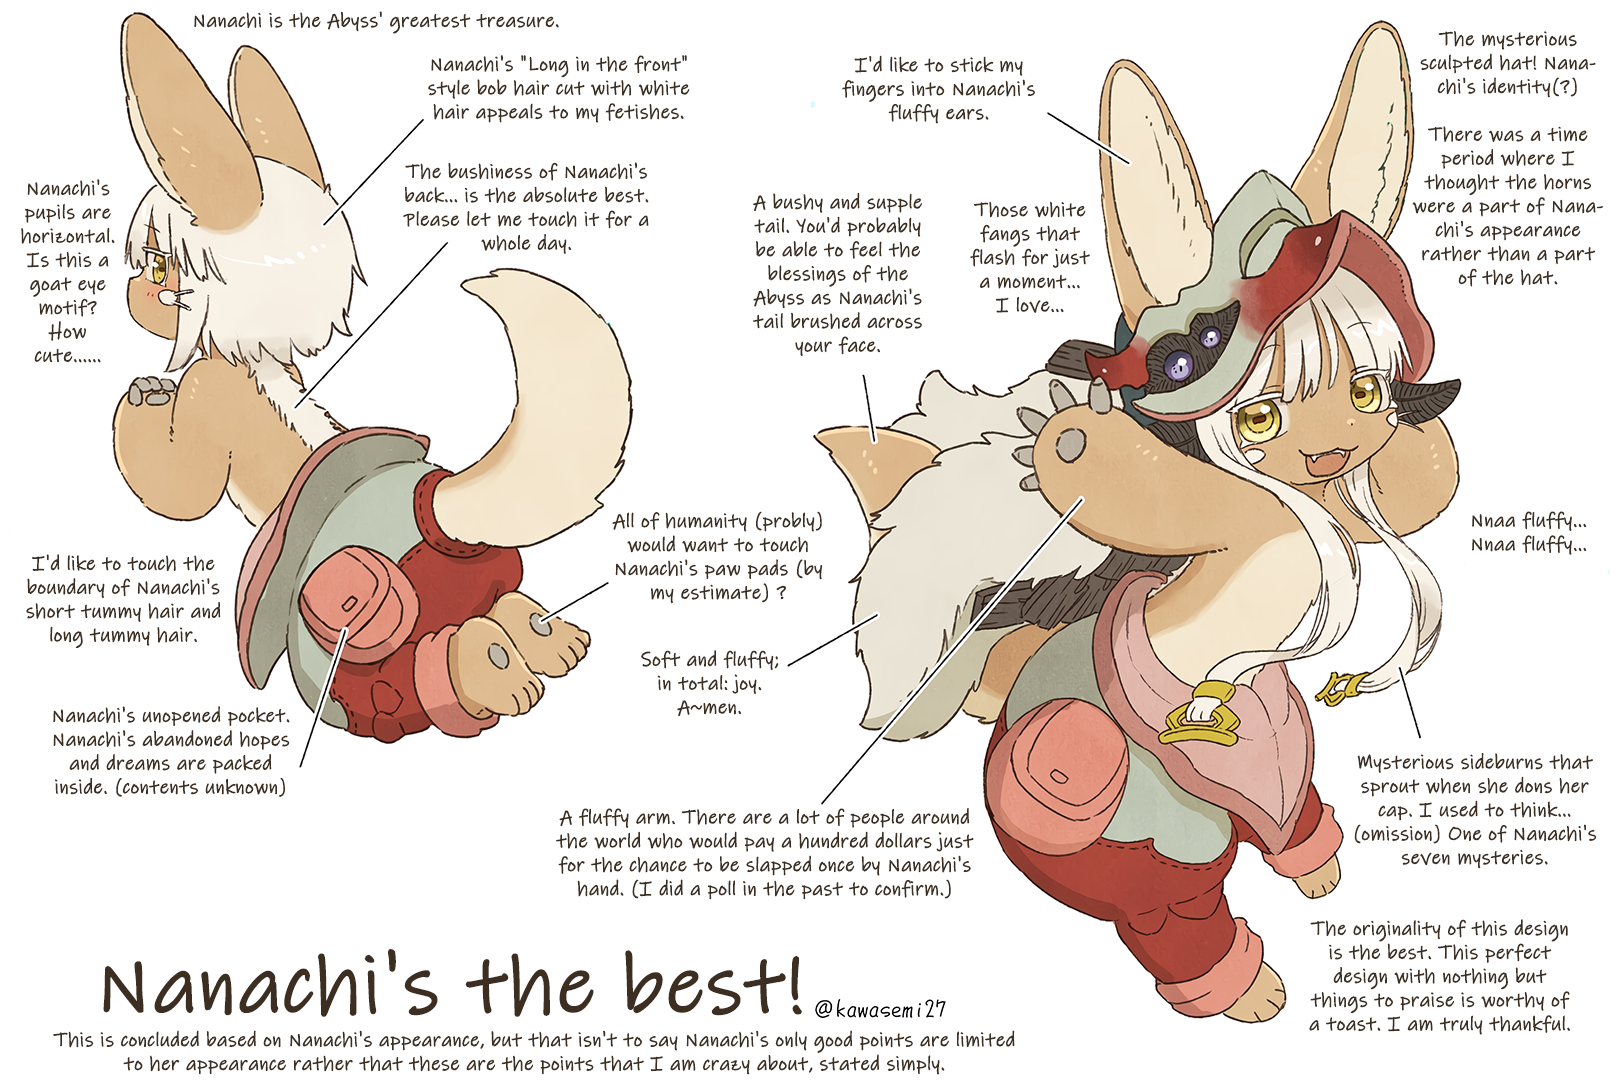 Nanachi is the Abyss' greatest treasure.
Nanachi's "Long in the front"
style bob hair cut with white
hair appeals to my fetishes.
The bushiness of Nanachi's
back... is the absolute best.
Please let me touch it for a
whole day.
Nanachi's
pupils are
horizontal.
Is this a
goat eye
motif?
How
cute......
I'd like to touch the
boundary of Nanachi's
short tummy hair and
long tummy hair.
Nanachi's unopened pocket.
Nanachi's abandoned hopes
and dreams are packed
inside. (contents unknown)
All of humanity (probly)
would want to touch
Nanachi's paw pads (by
my estimate) ?
Soft and fluffy;
in total: joy.
A~men.
A fluffy arm. There are a lot of people around
the world who would pay a hundred dollars just
for the chance to be slapped once by Nanachi's
hand. (I did a poll in the past to confirm.)
I'd like to stick my
fingers into Nanachi's
fluffy ears.
A bushy and supple
tail. You'd probably
be able to feel the
blessings of the
Abyss as Nanachi's
tail brushed across
your face.
Those white
fangs that
flash for just
a moment...
I love...
The mysterious
sculpted hat! Nana-
chi's identity(?)
There was a time
period where I
thought the horns
were a part of Nana-
chi's appearance
rather than a part
of the hat.
Nnaa fluffy...
Nnaa fluffy...
Mysterious sideburns that
sprout when she dons her
cap. I used to think...
(omission) One of Nanachi's
seven mysteries.
The originality of this design
is the best. This perfect
design with nothing but
things to praise is worthy of
a toast. I am truly thankful.
Nanachi's the best!
@kawasemi27
This is concluded based on Nanachi's appearance, but that isn't to say Nanachi's only good points are limited
to her appearance rather that these are the points that I am crazy about, stated simply.